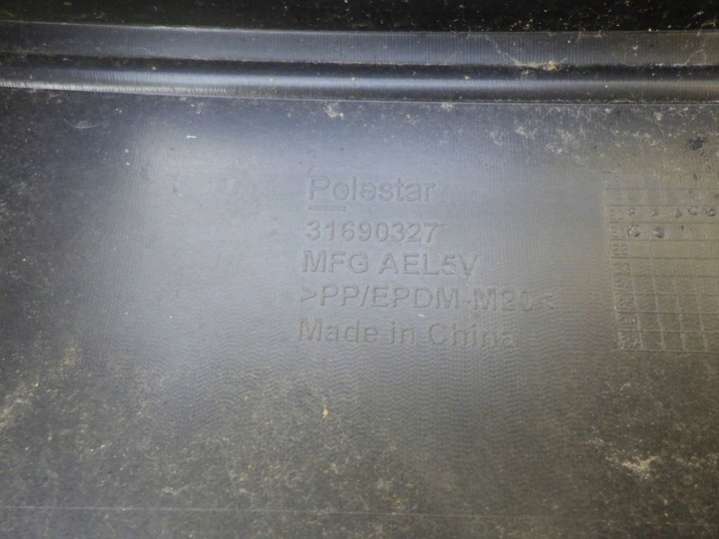 Polestar
31690327
MFG AEL5V
>PP/EPDM-M20<
Made in China